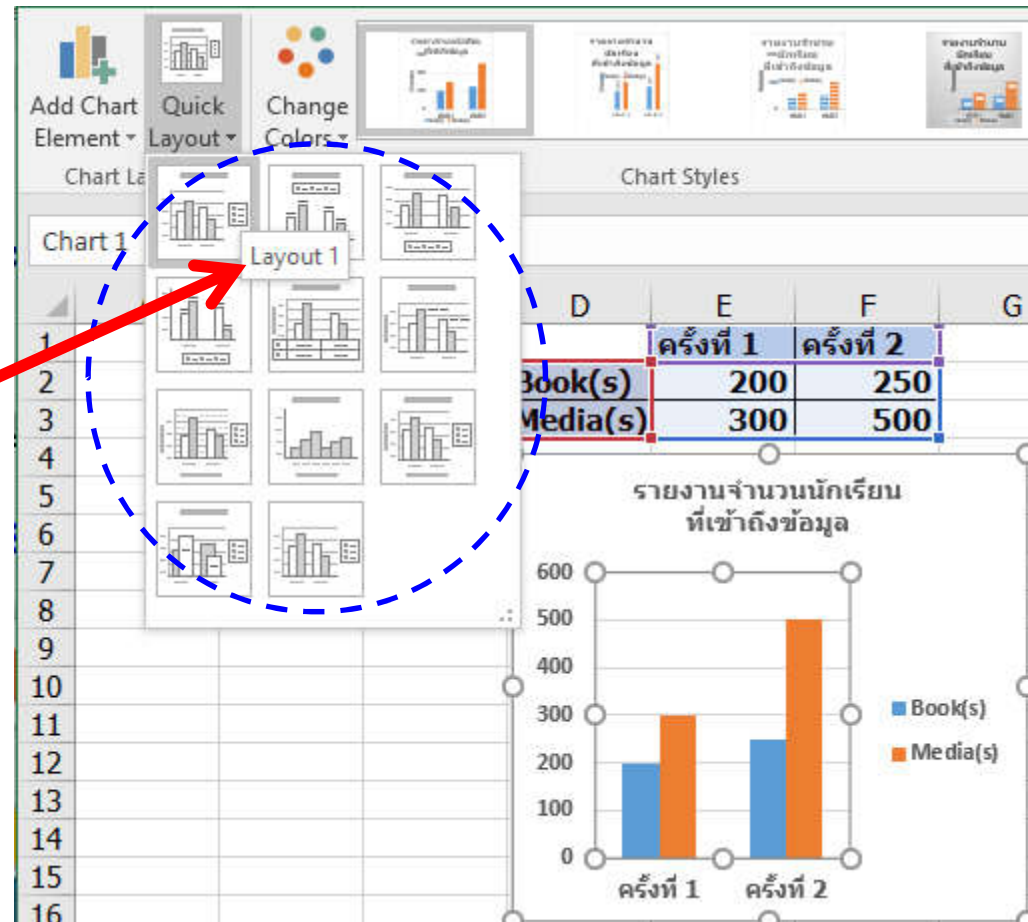 Add Chart Element
Quick Layout
Change Colors
Chart La
Chart Styles
Chart 1
Layout 1
D E F G
1 ครั้งที่ 1 ครั้งที่ 2
2 Book(s) 200 250
3 Media(s) 300 500
4
5
6
7
8
9
10
11
12
13
14
15
16
รายงานจำนวนนักเรียน
ที่เข้าถึงข้อมูล
600
500
400
300
200
100
0
ครั้งที่ 1 ครั้งที่ 2
Book(s)
Media(s)